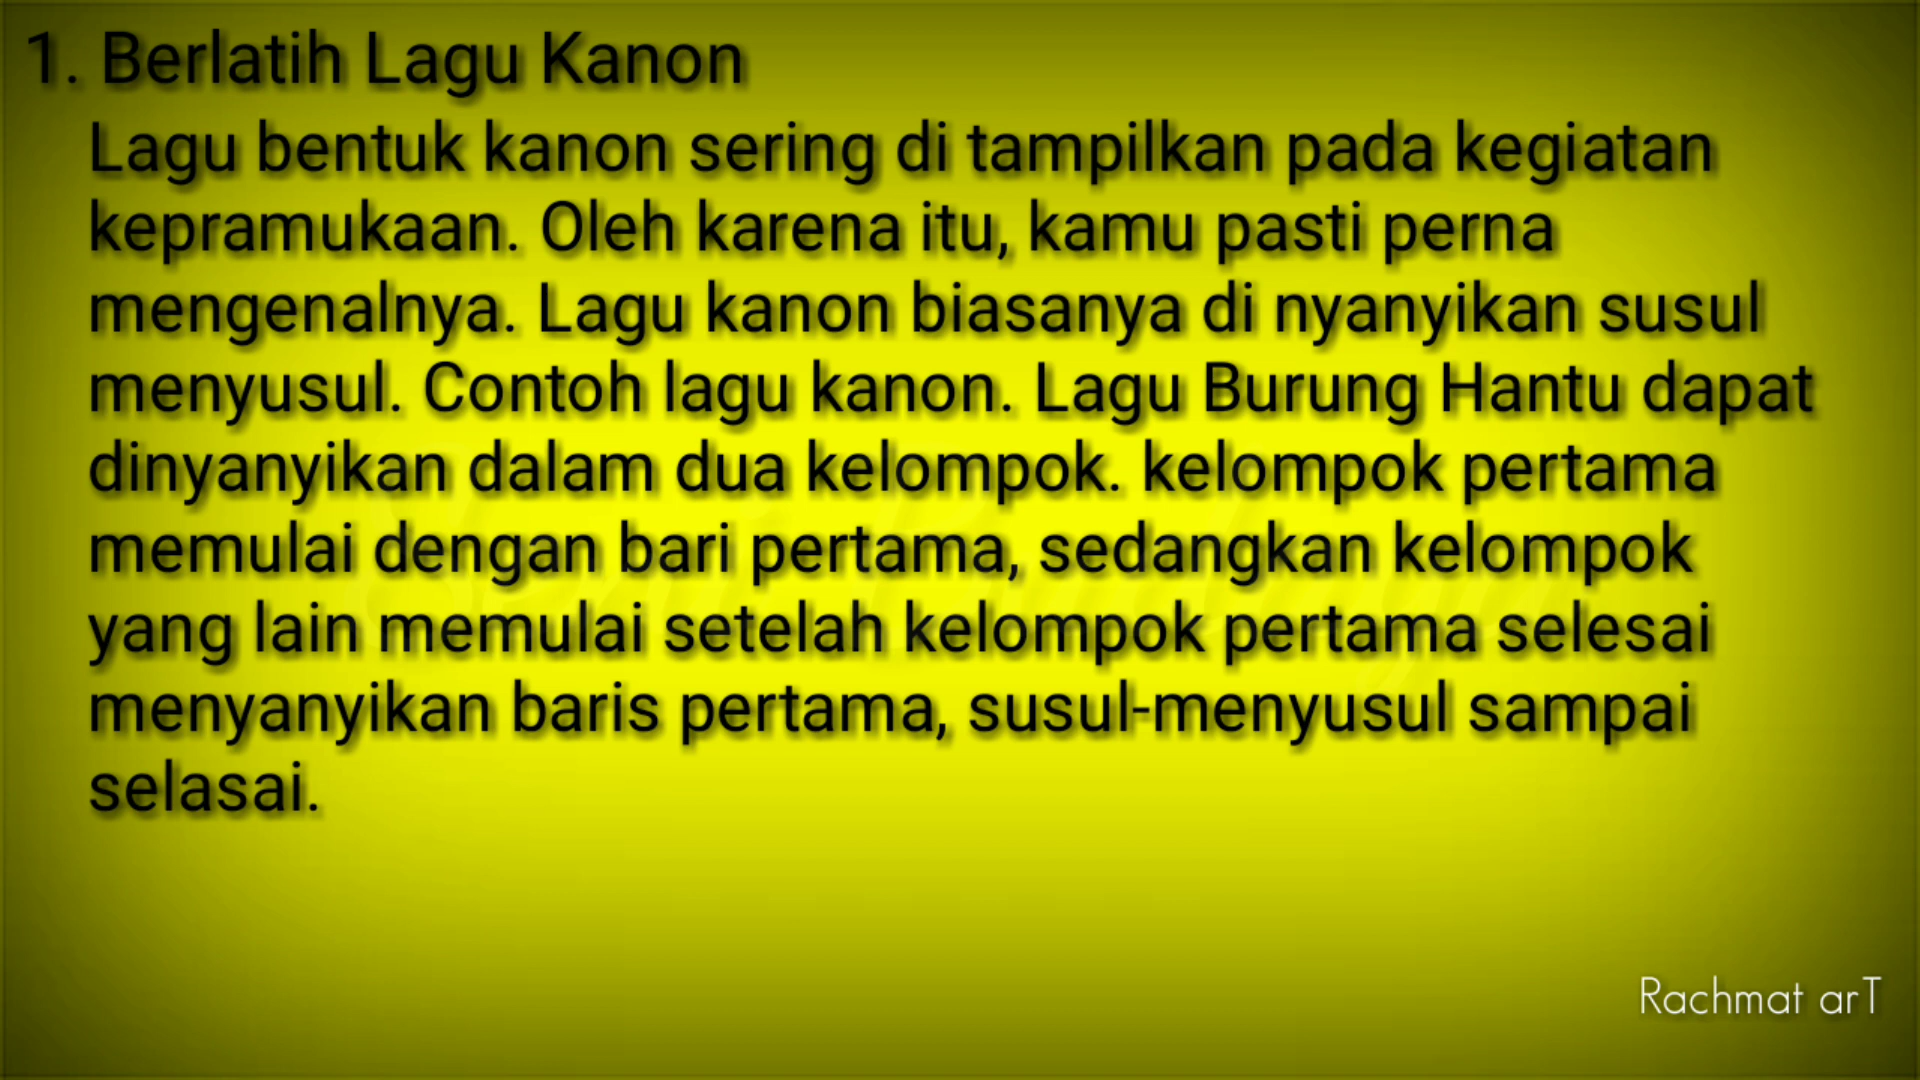 1. Berlatih Lagu Kanon
Lagu bentuk kanon sering di tampilkan pada kegiatan
kepramukaan. Oleh karena itu, kamu pasti perna
mengenalnya. Lagu kanon biasanya di nyanyikan susul
menyusul. Contoh lagu kanon. Lagu Burung Hantu dapat
dinyanyikan dalam dua kelompok. kelompok pertama
memulai dengan bari pertama, sedangkan kelompok
yang lain memulai setelah kelompok pertama selesai
menyanyikan baris pertama, susul-menyusul sampai
selasai.
Rachmat arT